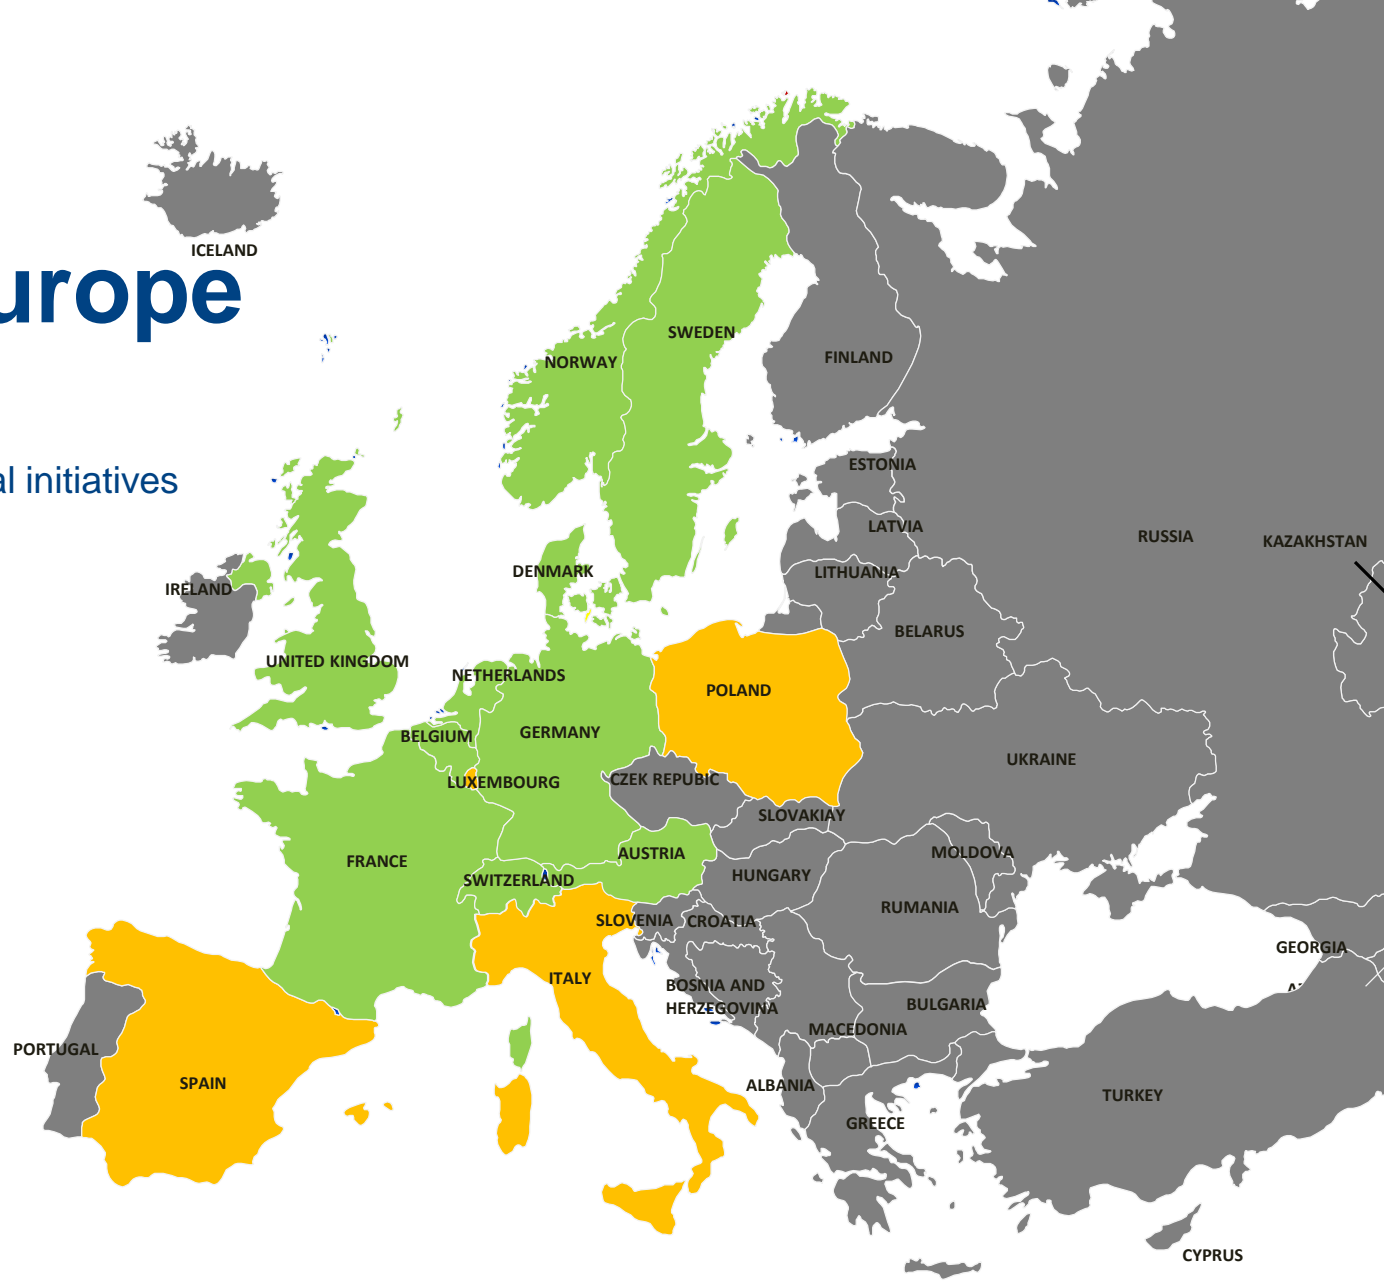 ICELAND
urope
SWEDEN
NORWAY
FINLAND
ESTONIA
al initiatives
LATVIA
RUSSIA
KAZAKHSTAN
DENMARK
LITHUANIA
IRELAND
BELARUS
UNITED KINGDOM
NETHERLANDS
POLAND
BELGIUM
GERMANY
UKRAINE
LUXEMBOURG
CZEK REPUBIC
SLOVAKIAY
FRANCE
AUSTRIA
MOLDOVA
SWITZERLAND
HUNGARY
RUMANIA
SLOVENIA
CROATIA
GEORGIA
ITALY
BOSNIA AND
HERZEGOVINA
BULGARIA
MACEDONIA
PORTUGAL
SPAIN
ALBANIA
TURKEY
GREECE
CYPRUS